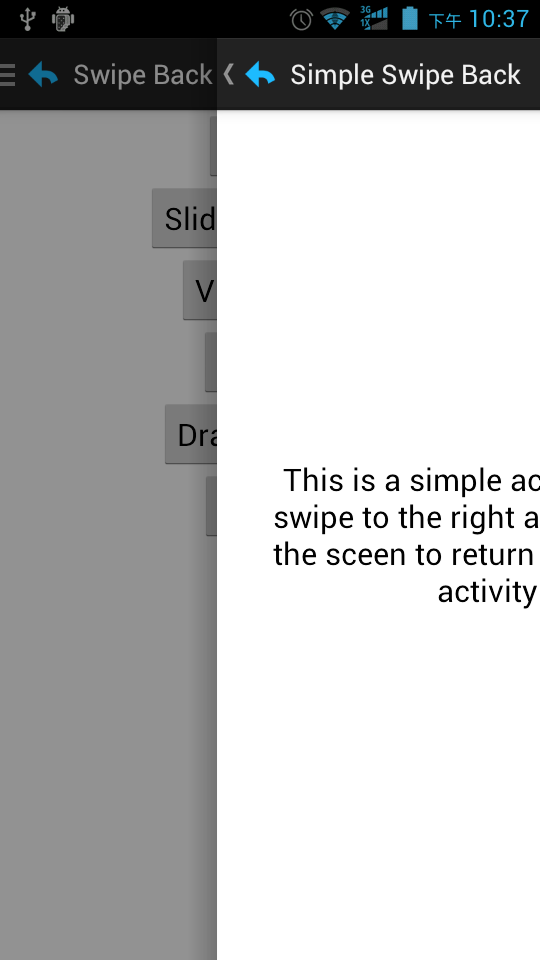 3G
1X
下午 10:37
Swipe Back
Simple Swipe Back
Slid
V
Dra
This is a simple ac
swipe to the right a
the sceen to return
activity